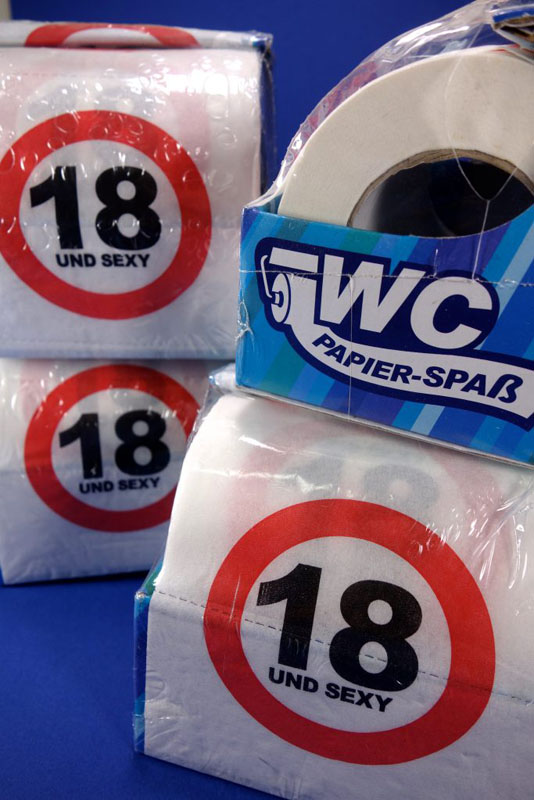 18
UND SEXY
WC
PAPIER-SPAß
18
UND SEXY
18
UND SEXY